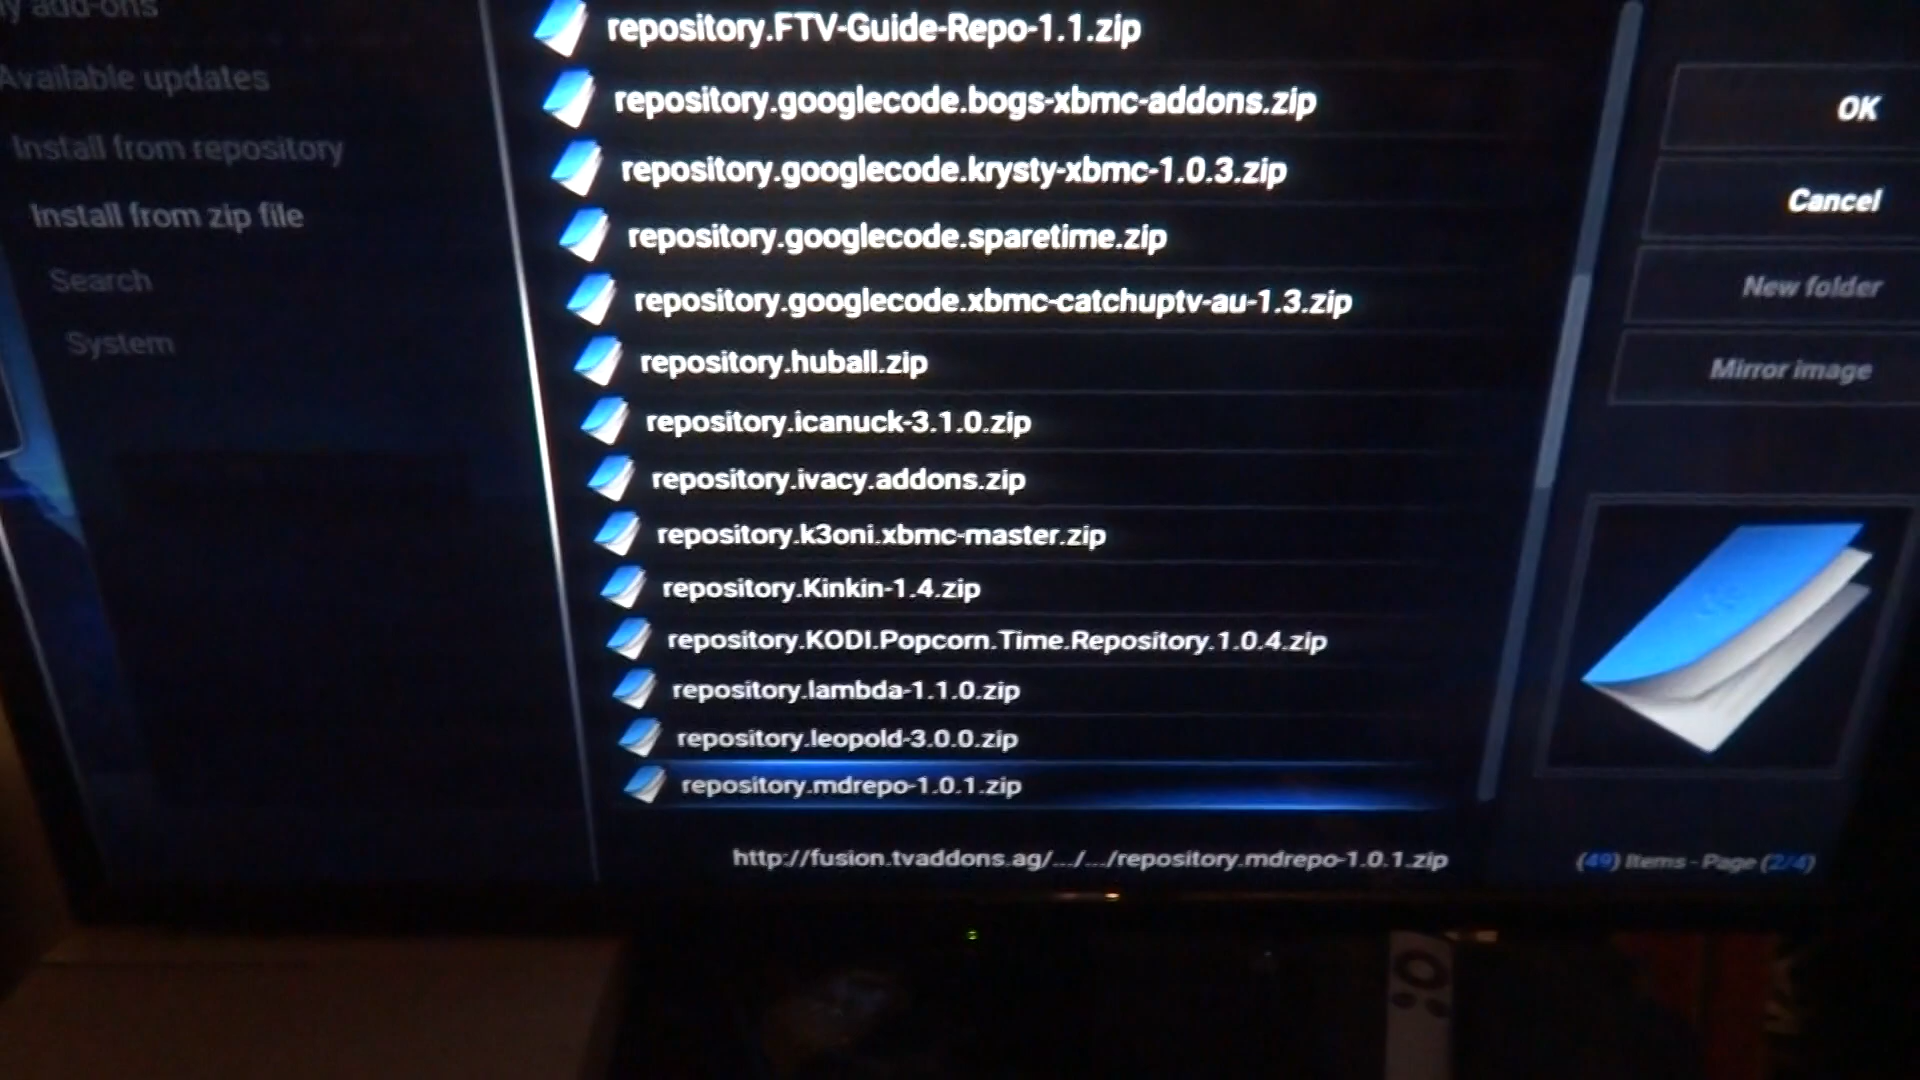 y add-ons
Available updates
Install from repository
Install from zip file
Search
System
repository.FTV-Guide-Repo-1.1.zip
repository.googlecode.bogs-xbmc-addons.zip
repository.googlecode.krysty-xbmc-1.0.3.zip
repository.googlecode.sparetime.zip
repository.googlecode.xbmc-catchuptv-au-1.3.zip
repository.huball.zip
repository.icanuck-3.1.0.zip
repository.ivacy.addons.zip
repository.k3oni.xbmc-master.zip
repository.Kinkin-1.4.zip
repository.KODI.Popcorn.Time.Repository.1.0.4.zip
repository.lambda-1.1.0.zip
repository.leopold-3.0.0.zip
repository.mdrepo-1.0.1.zip
http://fusion.tvaddons.ag/.../.../repository.mdrepo-1.0.1.zip
OK
Cancel
New folder
Mirror image
(49) Items - Page (2/4)